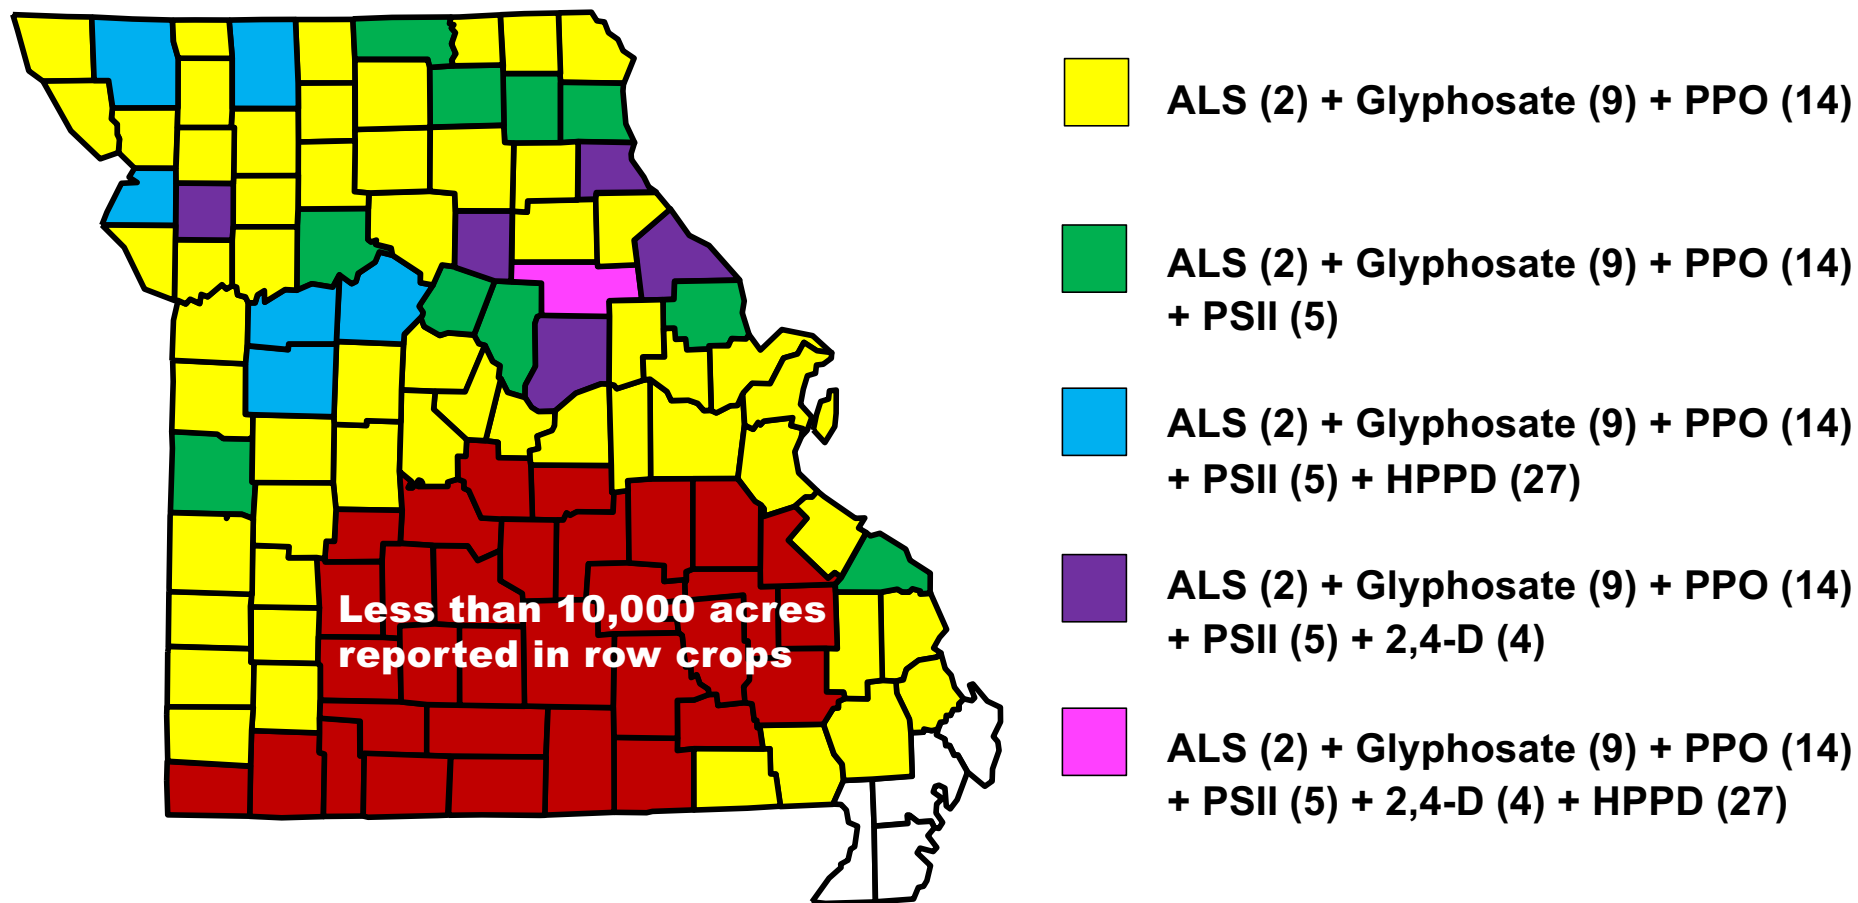 ALS (2) + Glyphosate (9) + PPO (14)
ALS (2) + Glyphosate (9) + PPO (14)
+ PSII (5)
ALS (2) + Glyphosate (9) + PPO (14)
+ PSII (5) + HPPD (27)
ALS (2) + Glyphosate (9) + PPO (14)
+ PSII (5) + 2,4-D (4)
ALS (2) + Glyphosate (9) + PPO (14)
+ PSII (5) + 2,4-D (4) + HPPD (27)
Less than 10,000 acres
reported in row crops